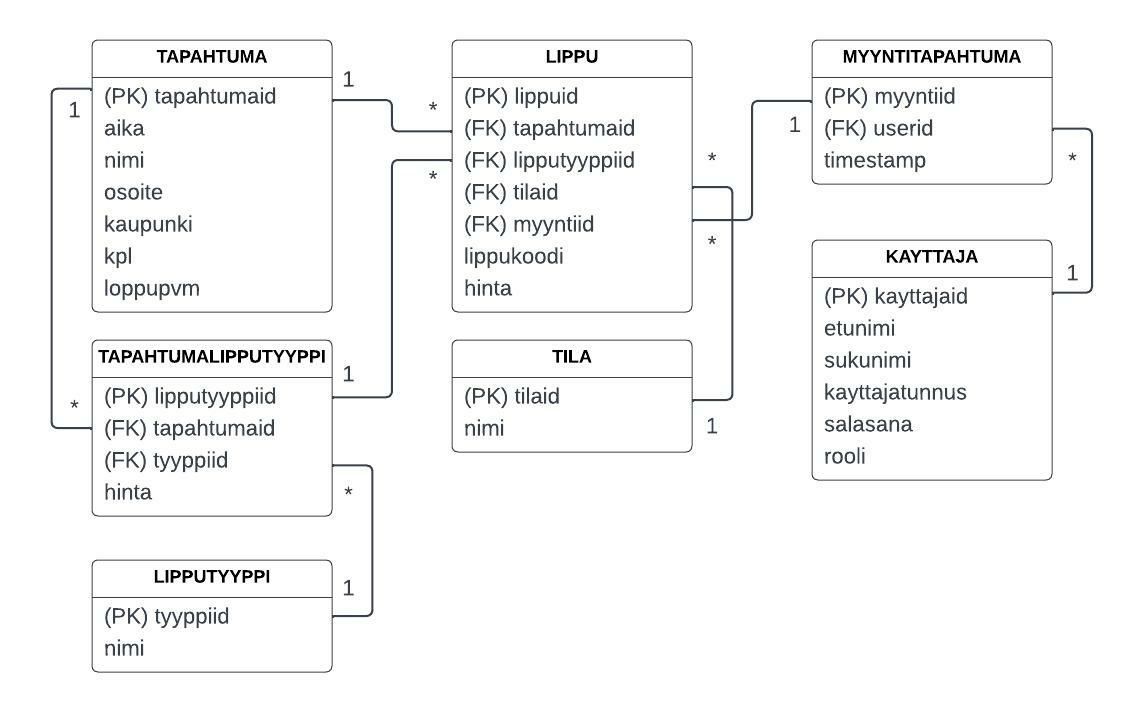 TAPAHTUMA
(PK) tapahtumaid
aika
nimi
osoite
kaupunki
kpl
loppupvm
1
1
*
LIPPU
(PK) lippuid
(FK) tapahtumaid
(FK) lipputyyppiid
(FK) tilaid
(FK) myyntiid
lippukoodi
hinta
*
*
*
1
MYYNTITAPAHTUMA
(PK) myyntiid
(FK) userid
timestamp
*
1
KAYTTAJA
(PK) kayttajaid
etunimi
sukunimi
kayttajatunnus
salasana
rooli
TAPAHTUMALIPPUTYYPPI
(PK) lipputyyppiid
(FK) tapahtumaid
(FK) tyyppiid
hinta
*
1
*
TILA
(PK) tilaid
nimi
1
LIPPUTYYPPI
(PK) tyyppiid
nimi
1